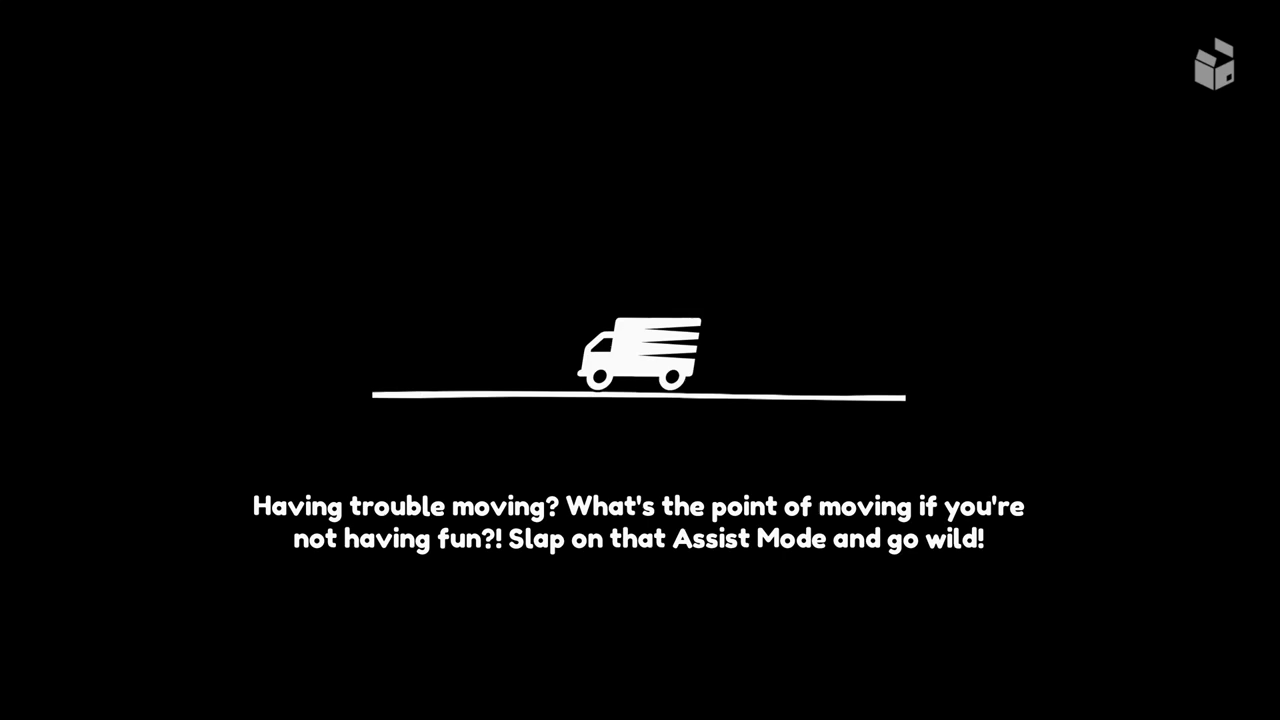 Having trouble moving? What's the point of moving if you're
not having fun?! Slap on that Assist Mode and go wild!